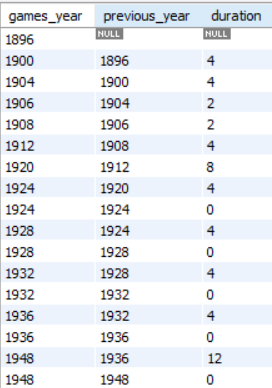 games_year previous_year duration
1896 NULL NULL
1900 1896 4
1904 1900 4
1906 1904 2
1908 1906 2
1912 1908 4
1920 1912 8
1924 1920 4
1924 1924 0
1928 1924 4
1928 1928 0
1932 1928 4
1932 1932 0
1936 1932 4
1936 1936 0
1948 1936 12
1948 1948 0